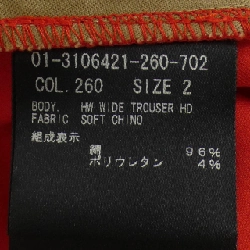 01-3106421-260-702
COL. 260 SIZE 2
BODY. HW WIDE TROUSER HD
FABRIC SOFT CHINO
組成表示
綿 96%
ポリウレタン 4%